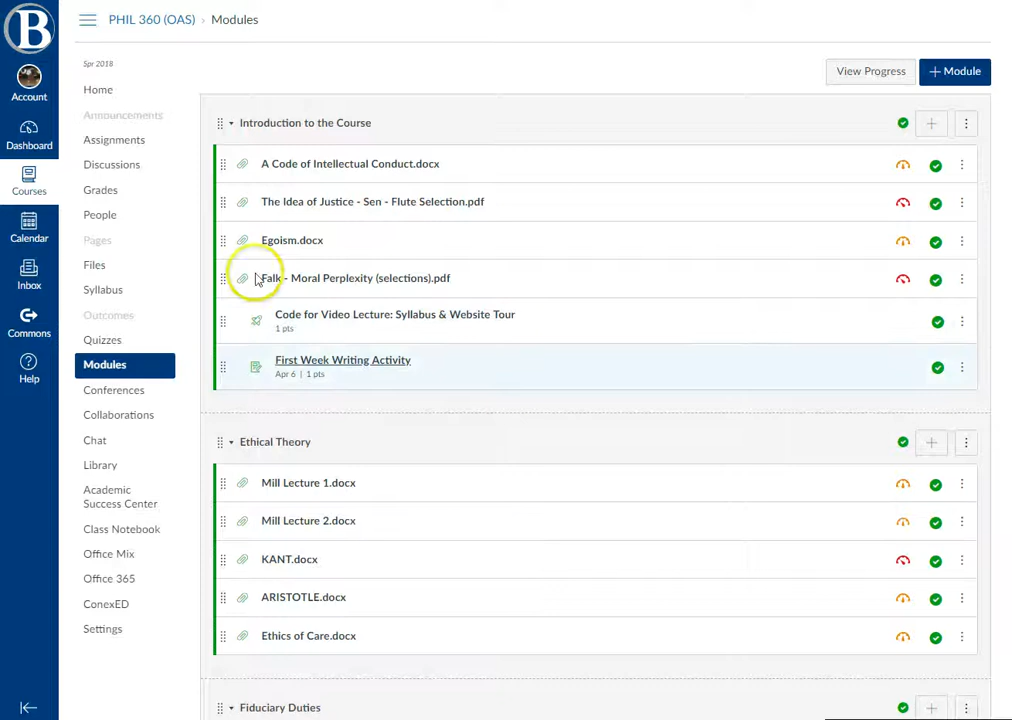 B
PHIL 360 (OAS) › Modules
Account
Dashboard
Courses
Calendar
Inbox
Commons
Help
Spr 2018
Home
Announcements
Assignments
Discussions
Grades
People
Pages
Files
Syllabus
Outcomes
Quizzes
Modules
Conferences
Collaborations
Chat
Library
Academic
Success Center
Class Notebook
Office Mix
Office 365
ConexED
Settings
View Progress
+ Module
Introduction to the Course
A Code of Intellectual Conduct.docx
The Idea of Justice - Sen - Flute Selection.pdf
Egoism.docx
Falk - Moral Perplexity (selections).pdf
Code for Video Lecture: Syllabus & Website Tour
1 pts
First Week Writing Activity
Apr 6 | 1 pts
Ethical Theory
Mill Lecture 1.docx
Mill Lecture 2.docx
KANT.docx
ARISTOTLE.docx
Ethics of Care.docx
Fiduciary Duties